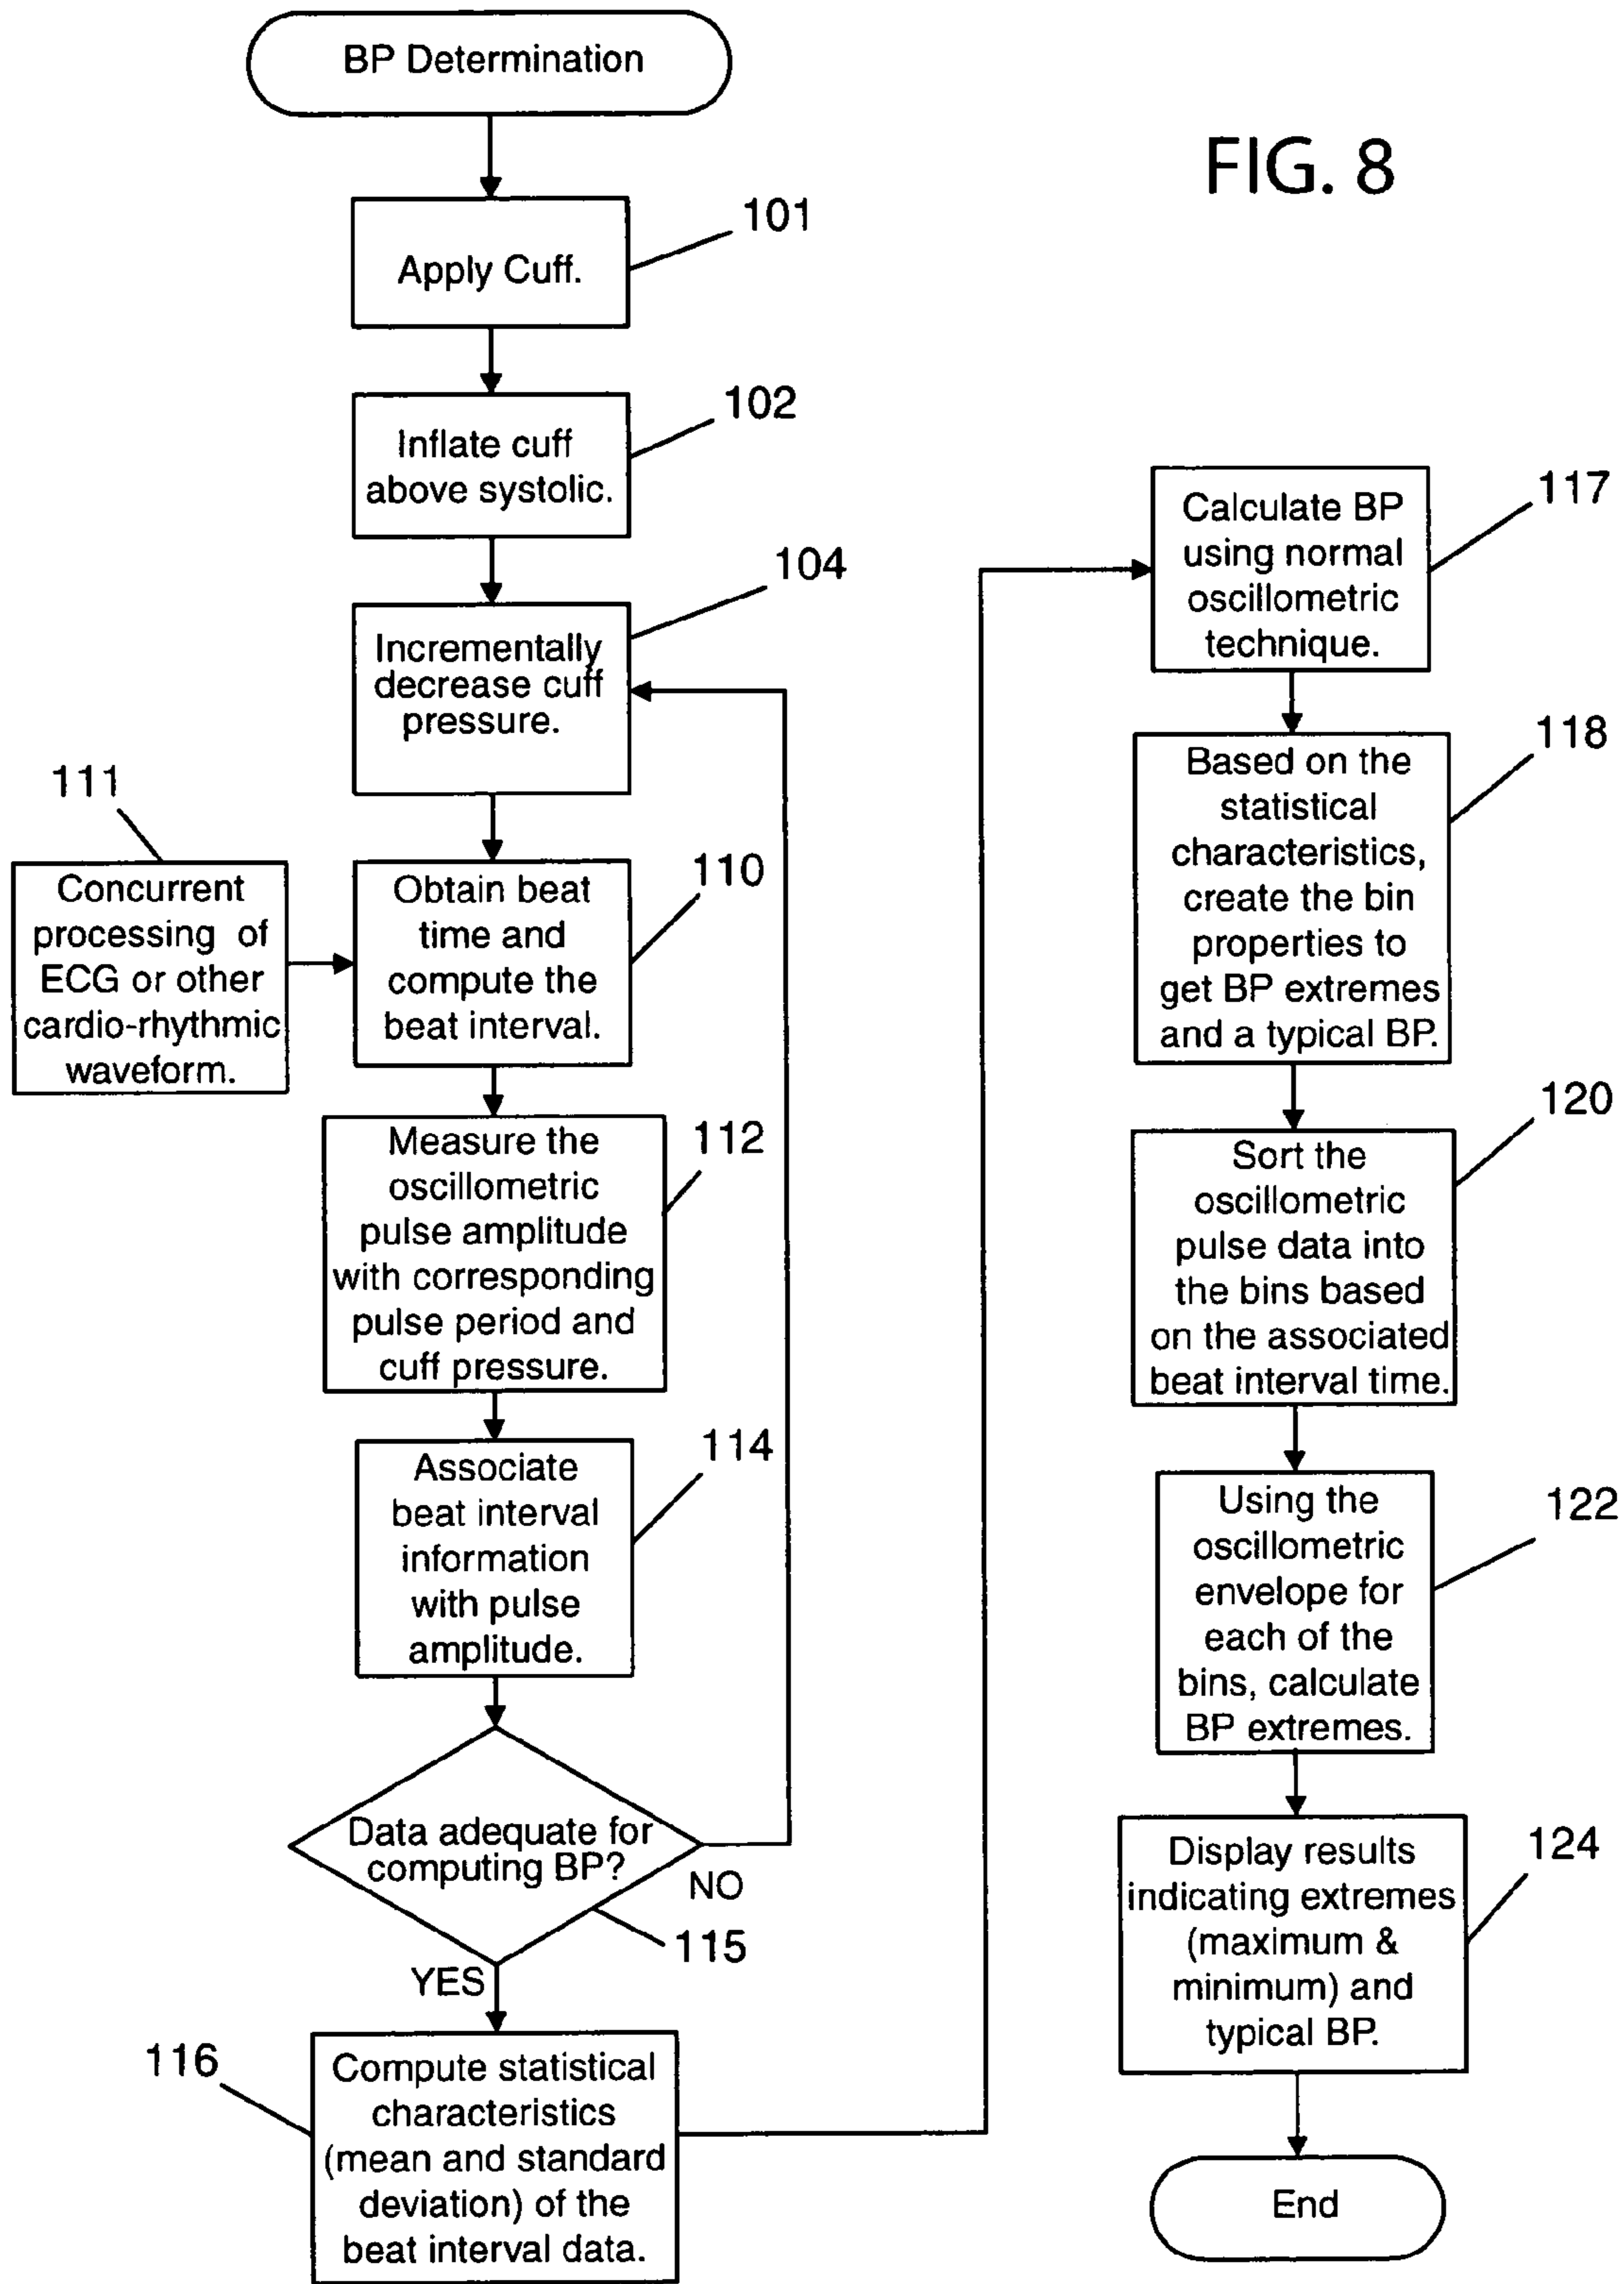 BP Determination
FIG. 8
101
Apply Cuff.
102
Inflate cuff
above systolic.
104
Incrementally
decrease cuff
pressure.
111
Concurrent
processing of
ECG or other
cardio-rhythmic
waveform.
110
Obtain beat
time and
compute the
beat interval.
112
Measure the
oscillometric
pulse amplitude
with corresponding
pulse period and
cuff pressure.
114
Associate
beat interval
information
with pulse
amplitude.
Data adequate for
computing BP?
NO
115
YES
116
Compute statistical
characteristics
(mean and standard
deviation) of the
beat interval data.
117
Calculate BP
using normal
oscillometric
technique.
118
Based on the
statistical
characteristics,
create the bin
properties to
get BP extremes
and a typical BP.
120
Sort the
oscillometric
pulse data into
the bins based
on the associated
beat interval time.
122
Using the
oscillometric
envelope for
each of the
bins, calculate
BP extremes.
124
Display results
indicating extremes
(maximum &
minimum) and
typical BP.
End